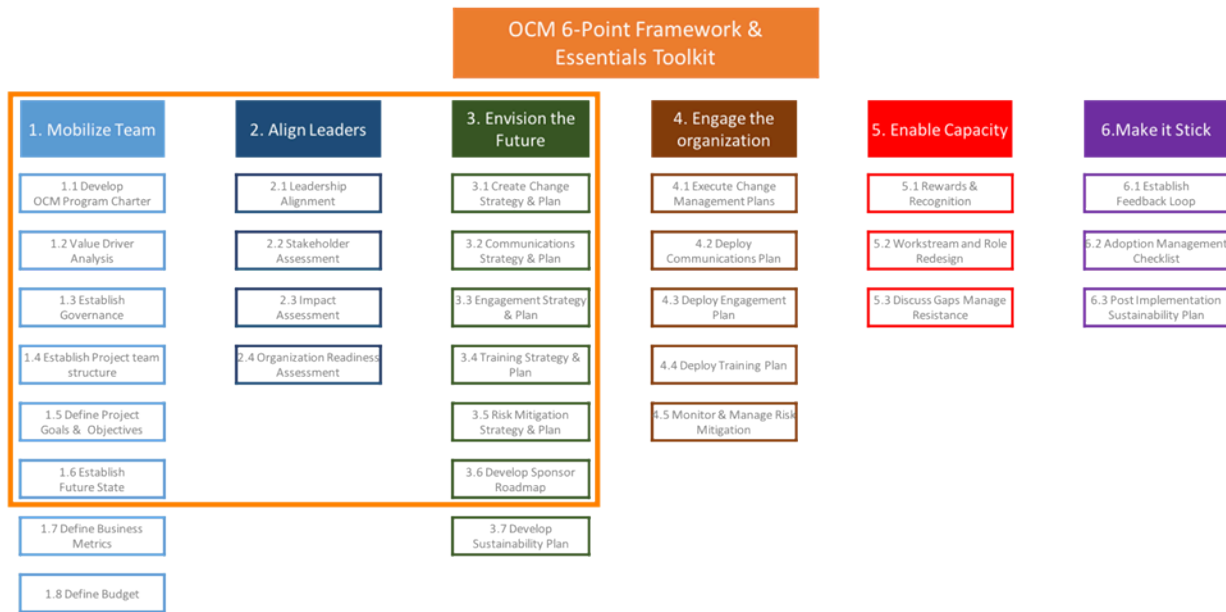 OCM 6-Point Framework &
Essentials Toolkit
1. Mobilize Team
1.1 Develop
OCM Program Charter
1.2 Value Driver
Analysis
1.3 Establish
Governance
1.4 Establish Project team
structure
1.5 Define Project
Goals & Objectives
1.6 Establish
Future State
1.7 Define Business
Metrics
1.8 Define Budget
2. Align Leaders
2.1 Leadership
Alignment
2.2 Stakeholder
Assessment
2.3 Impact
Assessment
2.4 Organization Readiness
Assessment
3. Envision the
Future
3.1 Create Change
Strategy & Plan
3.2 Communications
Strategy & Plan
3.3 Engagement Strategy
& Plan
3.4 Training Strategy &
Plan
3.5 Risk Mitigation
Strategy & Plan
3.6 Develop Sponsor
Roadmap
3.7 Develop
Sustainability Plan
4. Engage the
organization
4.1 Execute Change
Management Plans
4.2 Deploy
Communications Plan
4.3 Deploy Engagement
Plan
4.4 Deploy Training Plan
4.5 Monitor & Manage Risk
Mitigation
5. Enable Capacity
5.1 Rewards &
Recognition
5.2 Workstream and Role
Redesign
5.3 Discuss Gaps Manage
Resistance
6.Make it Stick
6.1 Establish
Feedback Loop
6.2 Adoption Management
Checklist
6.3 Post Implementation
Sustainability Plan